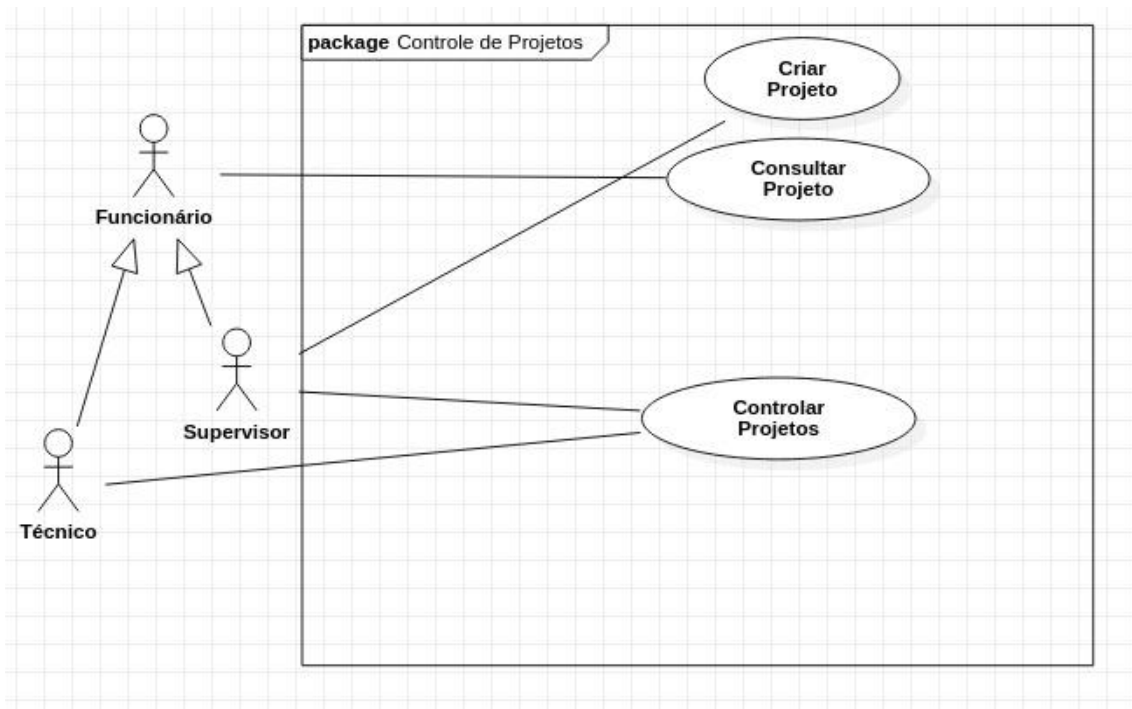 package Controle de Projetos
Criar
Projeto
Consultar
Projeto
Funcionário
Supervisor
Controlar
Projetos
Técnico